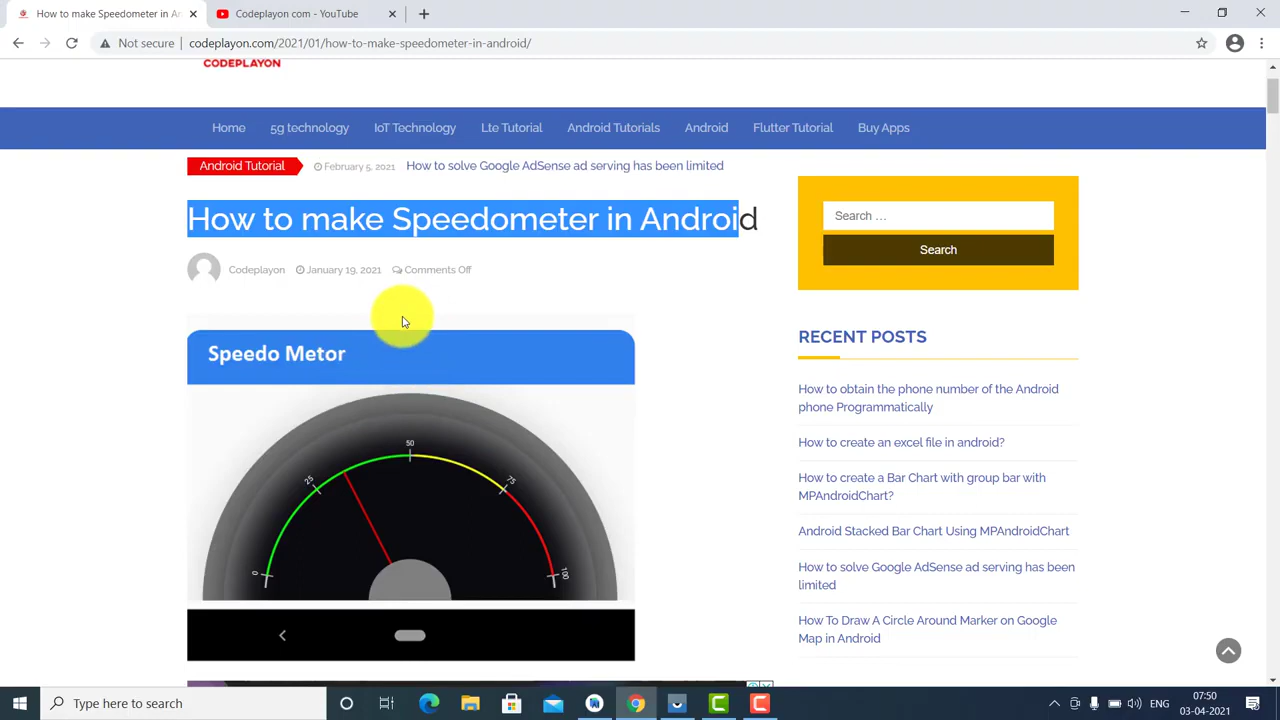 How to make Speedometer in An
Codeplayon com - YouTube
Not secure
codeplayon.com/2021/01/how-to-make-speedometer-in-android/
CODEPLAYON
Home
5g technology
IoT Technology
Lte Tutorial
Android Tutorials
Android
Flutter Tutorial
Buy Apps
Android Tutorial
February 5, 2021
How to solve Google AdSense ad serving has been limited
How to make Speedometer in Android
Codeplayon
January 19, 2021
Comments Off
Speedo Metor
0
25
50
75
100
Search …
Search
RECENT POSTS
How to obtain the phone number of the Android
phone Programmatically
How to create an excel file in android?
How to create a Bar Chart with group bar with
MPAndroidChart?
Android Stacked Bar Chart Using MPAndroidChart
How to solve Google AdSense ad serving has been
limited
How To Draw A Circle Around Marker on Google
Map in Android
Type here to search
ENG
07:50
03-04-2021